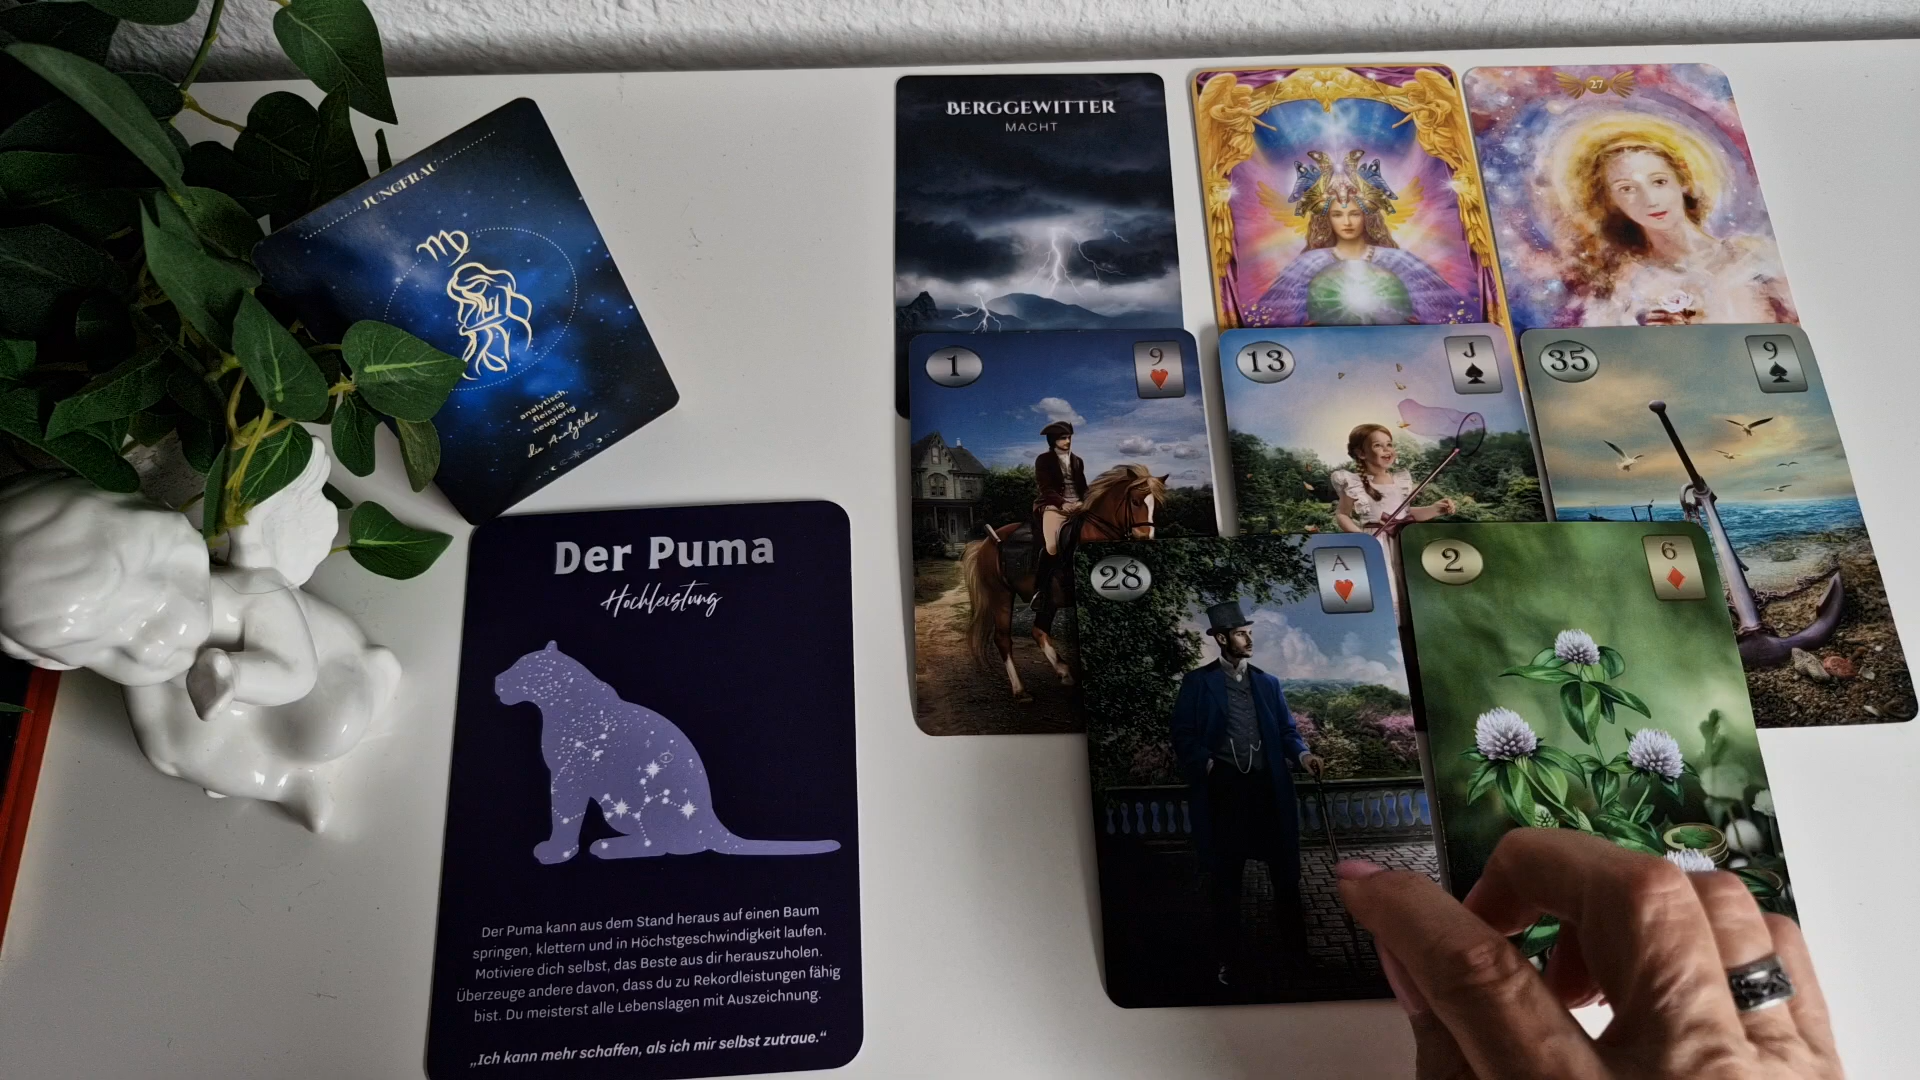 JUNGFRAU
analytisch,
fleissig,
neugierig
die Analytiker
Der Puma
Hochleistung
Der Puma kann aus dem Stand heraus auf einen Baum
springen, klettern und in Höchstgeschwindigkeit laufen.
Motiviere dich selbst, das Beste aus dir herauszuholen.
Überzeuge andere davon, dass du zu Rekordleistungen fähig
bist. Du meisterst alle Lebenslagen mit Auszeichnung.
„Ich kann mehr schaffen, als ich mir selbst zutraue.“
BERGGEWITTER
MACHT
27
1
9
13
J
35
9
28
A
2
6